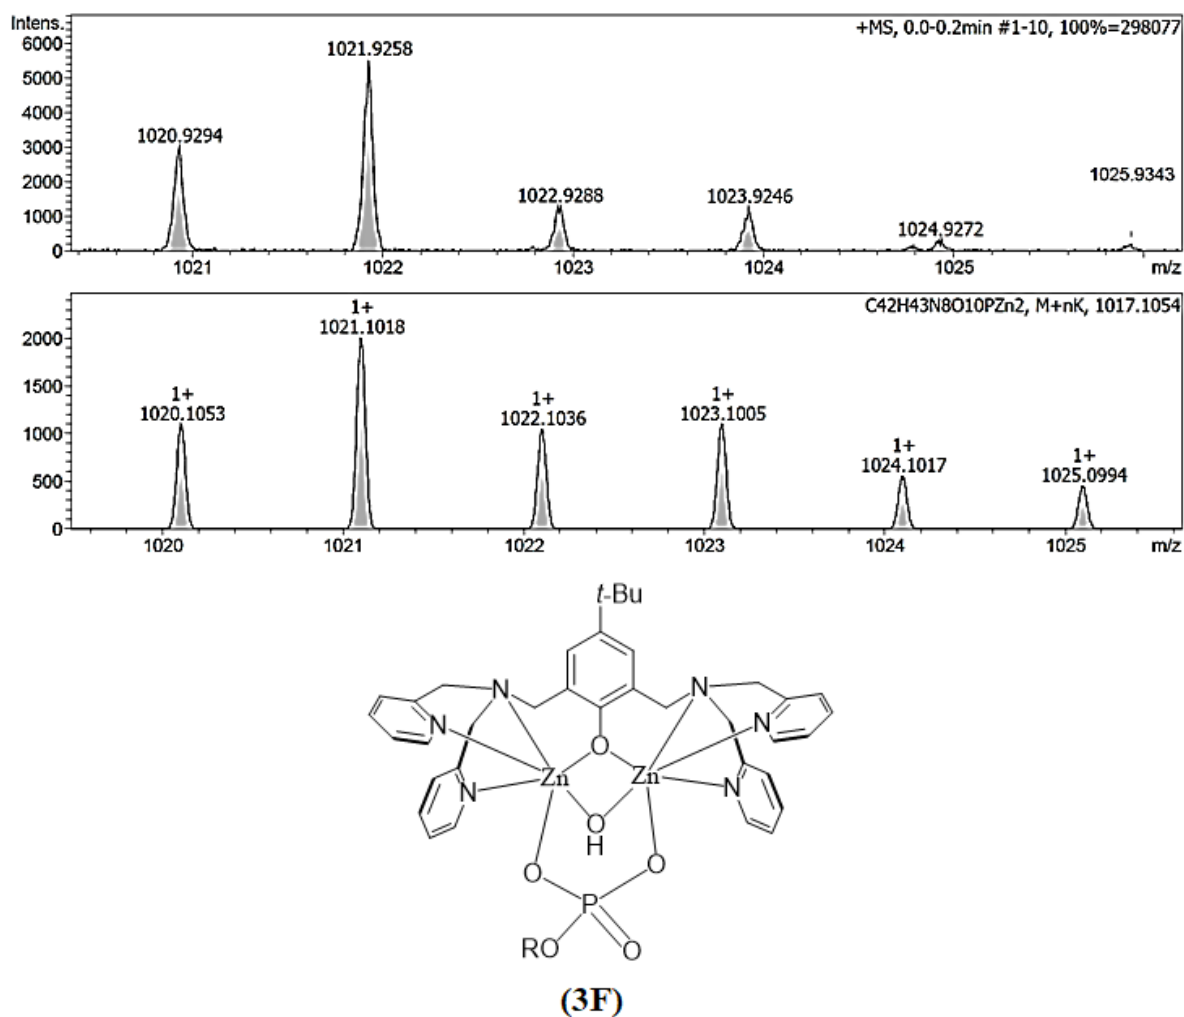 Intens.
+MS, 0.0-0.2min #1-10, 100%=298077
6000
5000
4000
3000
2000
1000
0
1020.9294
1021.9258
1022.9288
1023.9246
1024.9272
1025.9343
1021
1022
1023
1024
1025
m/z
C42H43N8O10PZn2, M+nK, 1017.1054
2000
1500
1000
500
0
1+
1020.1053
1+
1021.1018
1+
1022.1036
1+
1023.1005
1+
1024.1017
1+
1025.0994
1020
1021
1022
1023
1024
1025
m/z
t-Bu
N
N
N
N
O
Zn
Zn
N
N
O
H
O
O
P
RO
O
(3F)